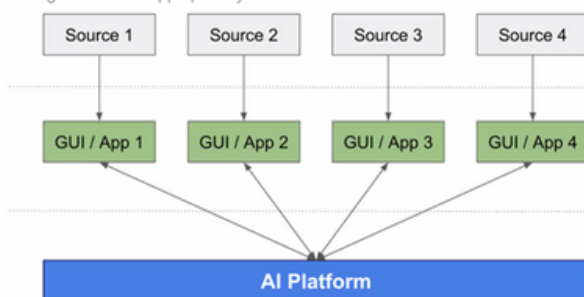 Source 1 Source 2 Source 3 Source 4
GUI / App 1 GUI / App 2 GUI / App 3 GUI / App 4
AI Platform